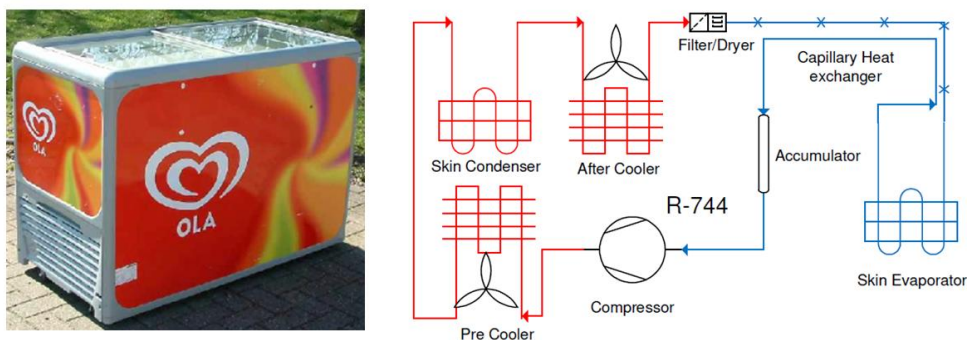 OLA
OLA
Skin Condenser
After Cooler
Filter/Dryer
Capillary Heat
exchanger
Accumulator
R-744
Compressor
Pre Cooler
Skin Evaporator